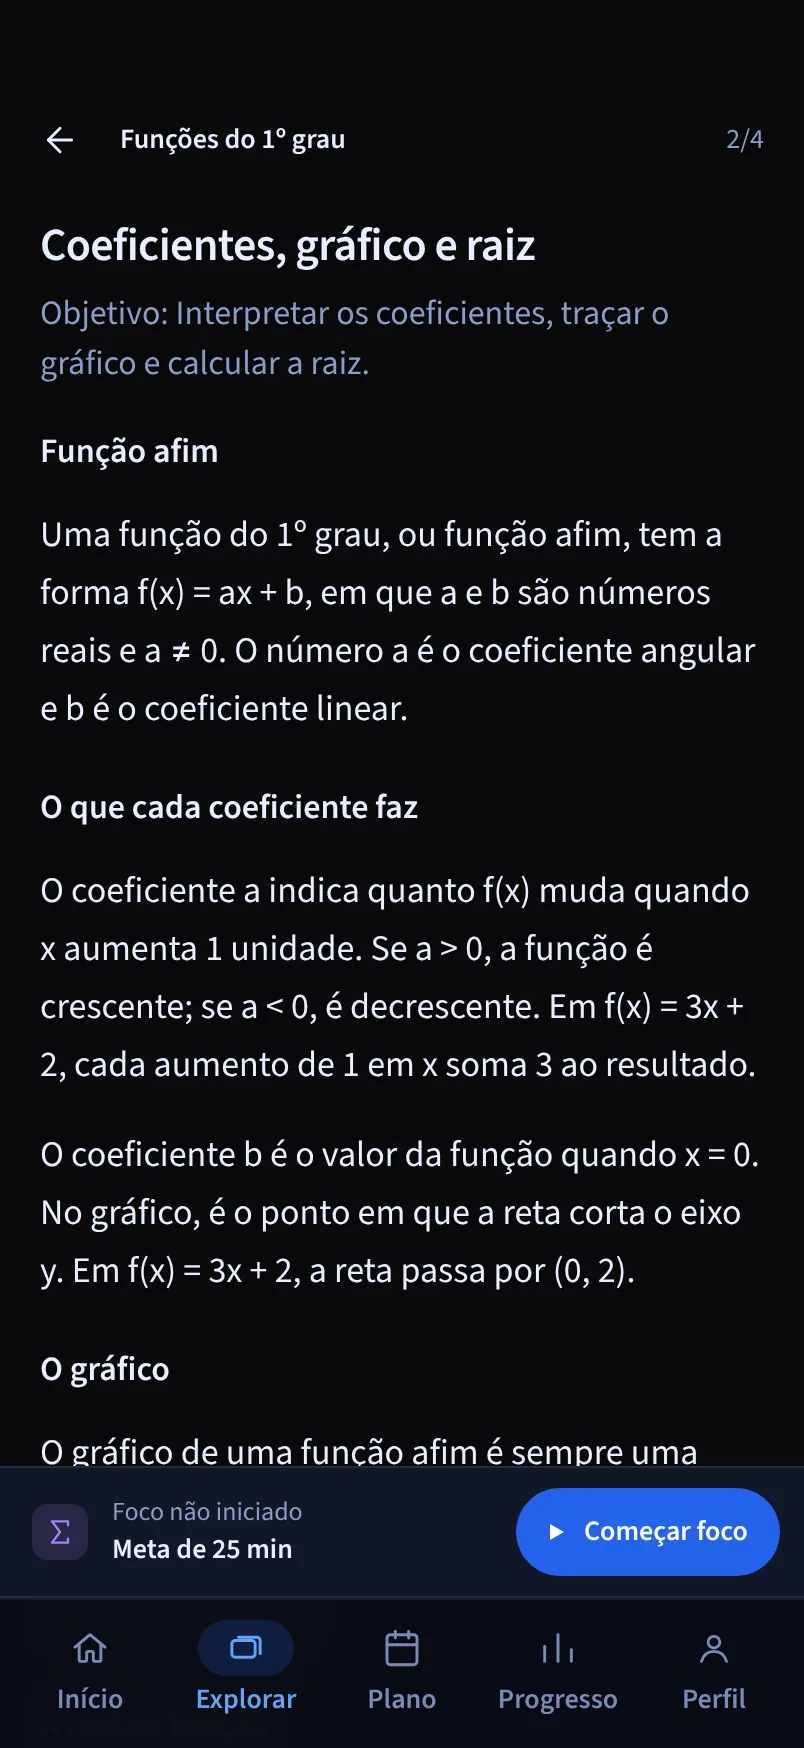 Funções do 1º grau
2/4
Coeficientes, gráfico e raiz
Objetivo: Interpretar os coeficientes, traçar o
gráfico e calcular a raiz.
Função afim
Uma função do 1º grau, ou função afim, tem a
forma f(x) = ax + b, em que a e b são números
reais e a ≠ 0. O número a é o coeficiente angular
e b é o coeficiente linear.
O que cada coeficiente faz
O coeficiente a indica quanto f(x) muda quando
x aumenta 1 unidade. Se a > 0, a função é
crescente; se a < 0, é decrescente. Em f(x) = 3x +
2, cada aumento de 1 em x soma 3 ao resultado.
O coeficiente b é o valor da função quando x = 0.
No gráfico, é o ponto em que a reta corta o eixo
y. Em f(x) = 3x + 2, a reta passa por (0, 2).
O gráfico
O gráfico de uma função afim é sempre uma
Σ
Foco não iniciado
Meta de 25 min
Começar foco
Início
Explorar
Plano
Progresso
Perfil